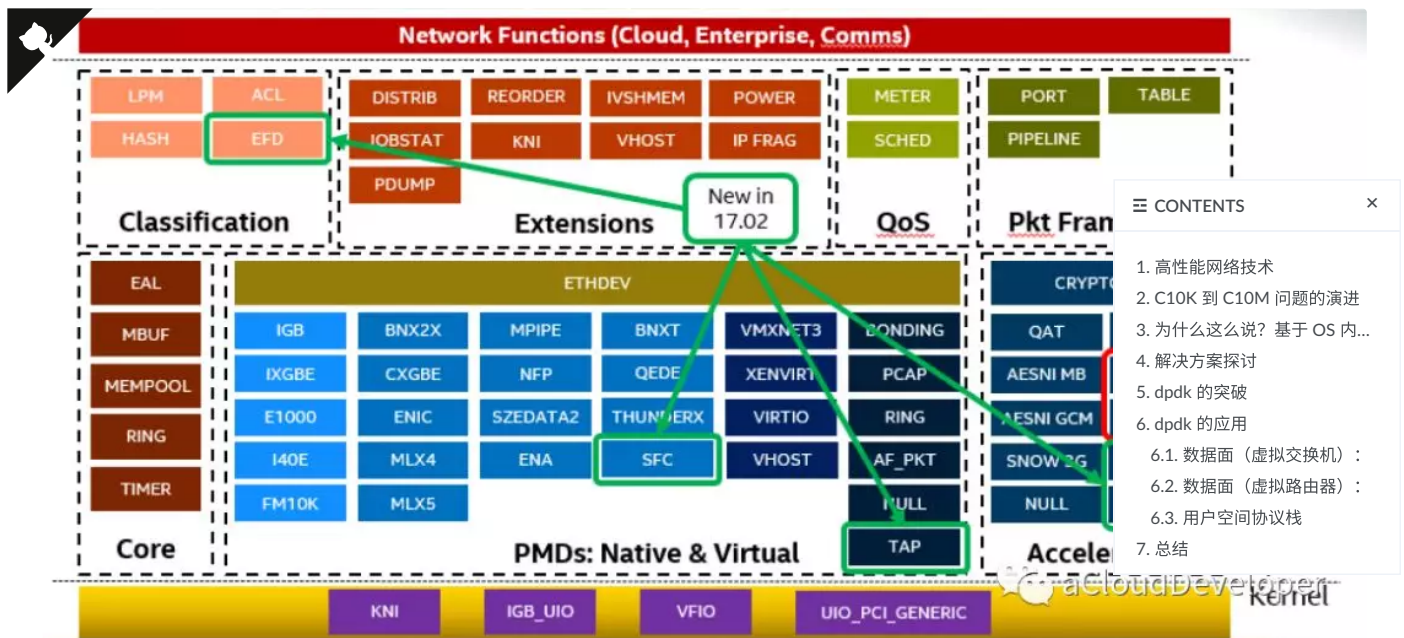 Network Functions (Cloud, Enterprise, Comms)
LPM
ACL
HASH
EFD
Classification
DISTRIB
REORDER
IVSHMEM
POWER
JOBSTAT
KNI
VHOST
IP FRAG
PDUMP
Extensions
New in
17.02
METER
SCHED
QoS
PORT
TABLE
PIPELINE
Pkt Fram
EAL
MBUF
MEMPOOL
RING
TIMER
Core
ETHDEV
IGB
BNX2X
MPIPE
BNXT
VMXNET3
BONDING
IXGBE
CXGBE
NFP
QEDE
XENVIRT
PCAP
E1000
ENIC
SZEDATA2
THUNDERX
VIRTIO
RING
I40E
MLX4
ENA
SFC
VHOST
AF_PKT
FM10K
MLX5
NULL
TAP
PMDs: Native & Virtual
CRYPTO
QAT
AESNI MB
AESNI GCM
SNOW 3G
NULL
Acceler
CONTENTS ×
1. 高性能网络技术
2. C10K 到 C10M 问题的演进
3. 为什么这么说？基于 OS 内...
4. 解决方案探讨
5. dpdk 的突破
6. dpdk 的应用
6.1. 数据面（虚拟交换机）：
6.2. 数据面（虚拟路由器）：
6.3. 用户空间协议栈
7. 总结
aCloudDeveloper
Kernel
KNI
IGB_UIO
VFIO
UIO_PCI_GENERIC